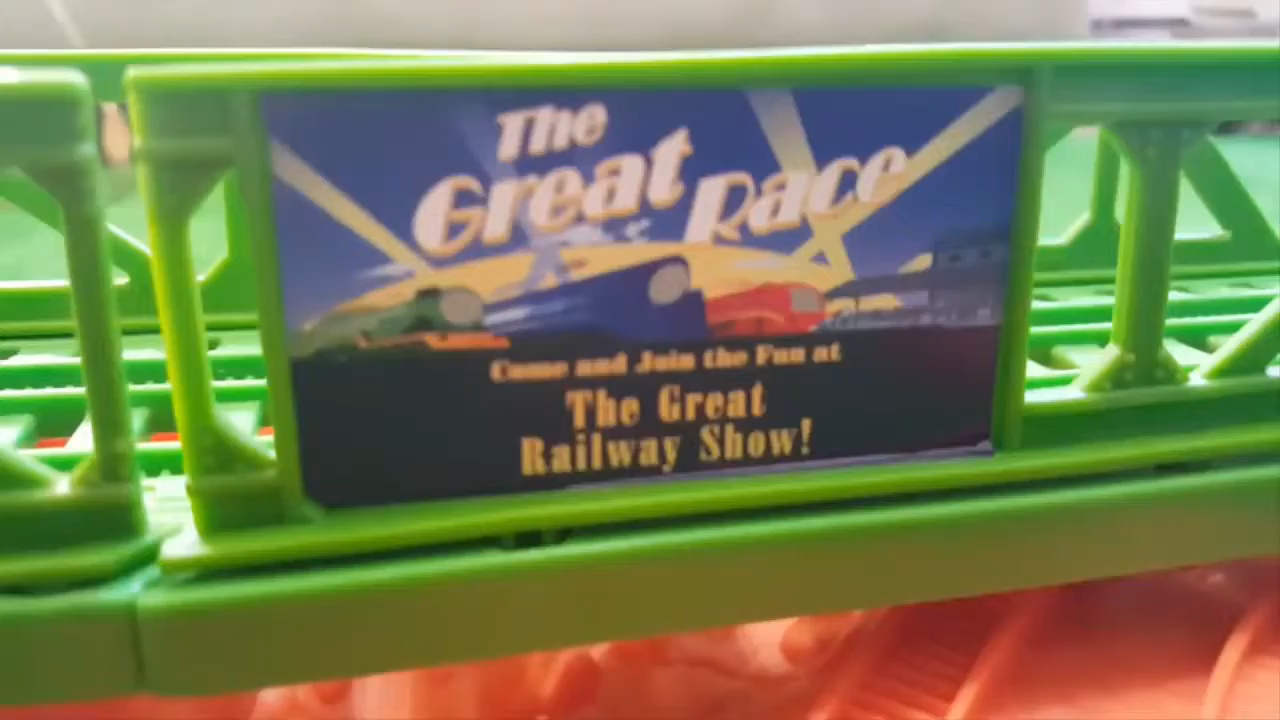 The
Great Race
Come and Join the Fun at
The Great
Railway Show!